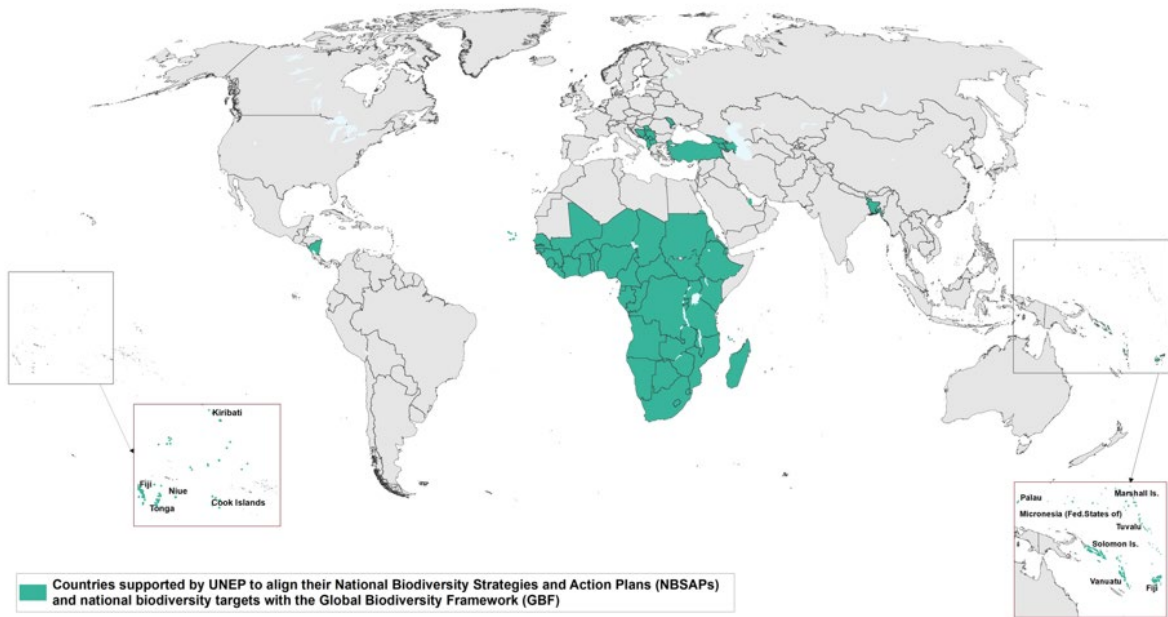 Kiribati
Fiji
Niue
Cook Islands
Tonga
Palau
Marshall Is.
Micronesia (Fed.States of)
Tuvalu
Solomon Is.
Vanuatu
Fiji
Countries supported by UNEP to align their National Biodiversity Strategies and Action Plans (NBSAPs)
and national biodiversity targets with the Global Biodiversity Framework (GBF)